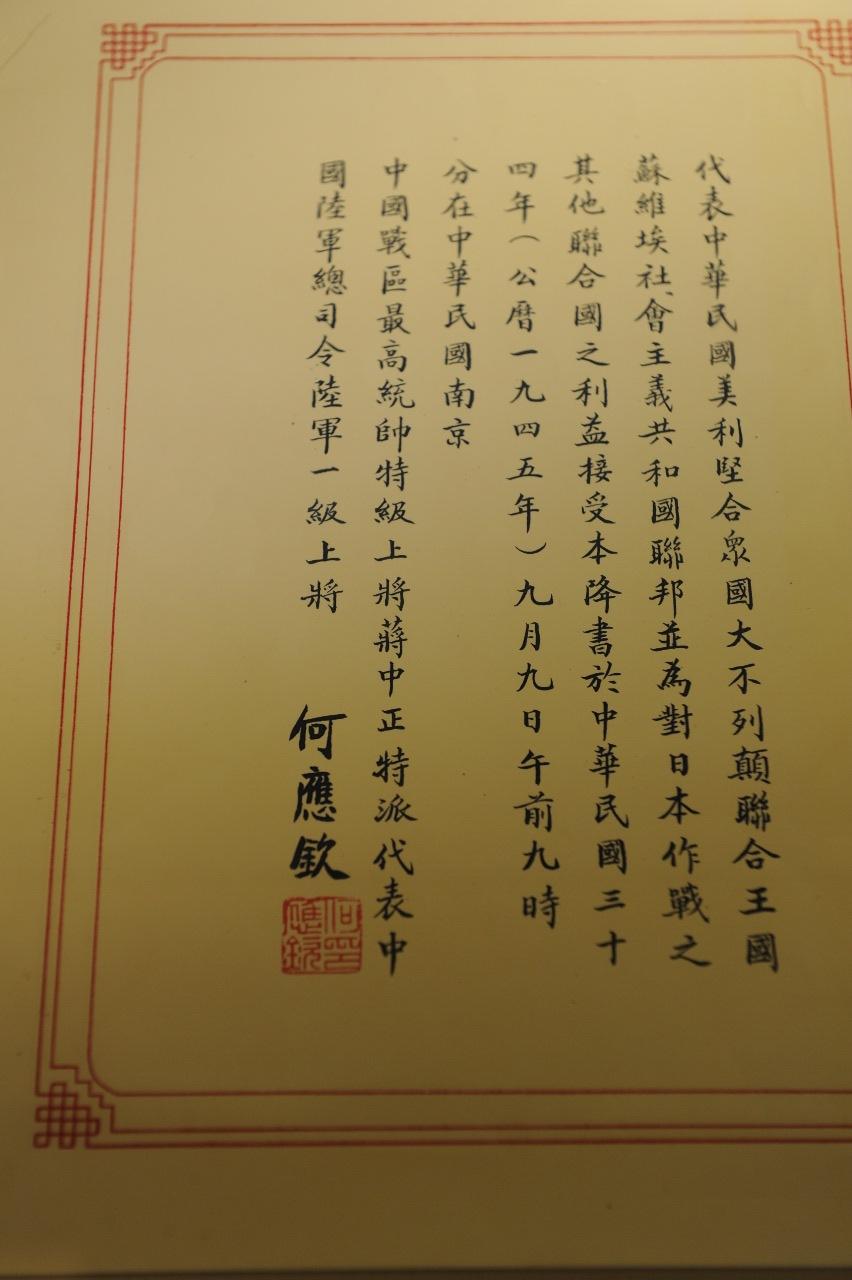 代表中華民國美利堅合衆國大不列顛聯合王國
蘇維埃社會主義共和國聯邦並為對日本作戰之
其他聯合國之利益接受本降書於中華民國三十
四年（公曆一九四五年）九月九日午前九時
分在中華民國南京
中國戰區最高統帥特級上將蔣中正特派代表中
國陸軍總司令陸軍一級上將 何應欽
何應欽印